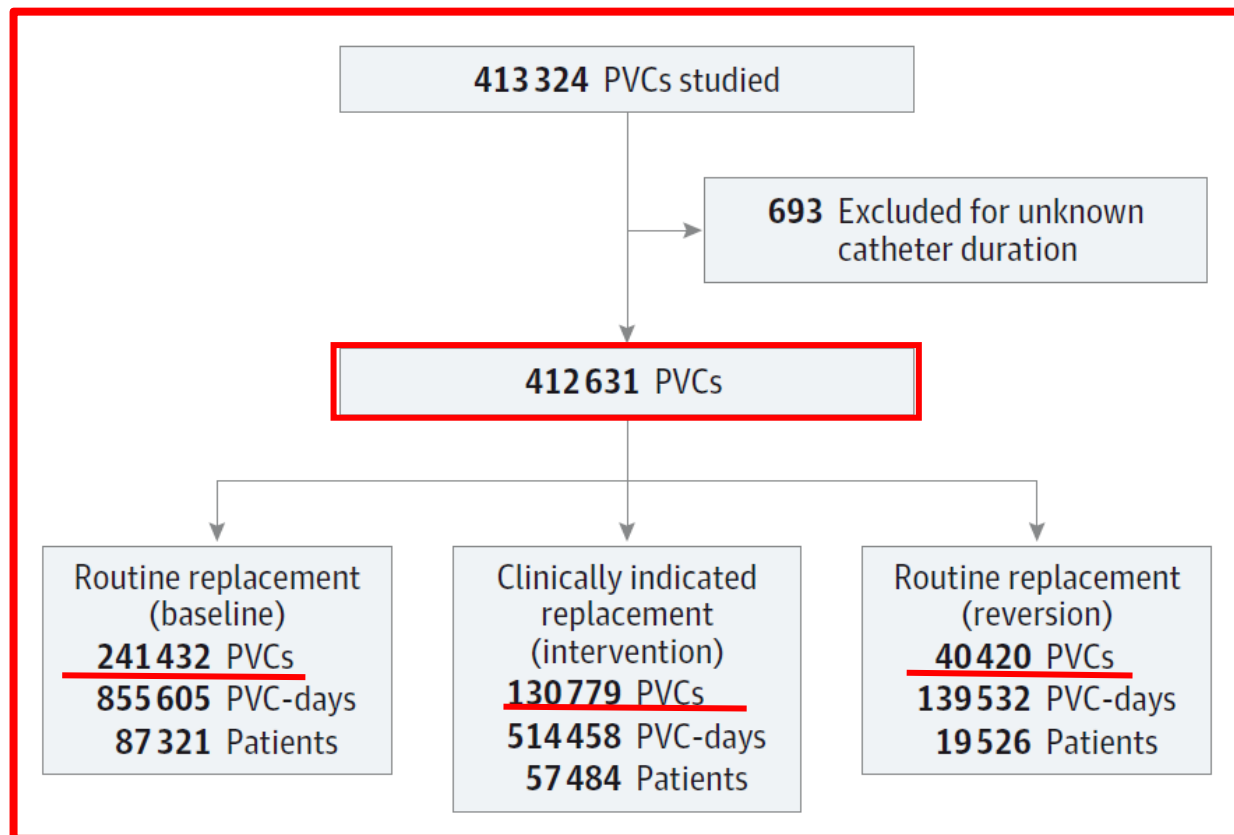 413 324 PVCs studied
693 Excluded for unknown
catheter duration
412 631 PVCs
Routine replacement
(baseline)
241 432 PVCs
855 605 PVC-days
87 321 Patients
Clinically indicated
replacement
(intervention)
130 779 PVCs
514 458 PVC-days
57 484 Patients
Routine replacement
(reversion)
40 420 PVCs
139 532 PVC-days
19 526 Patients